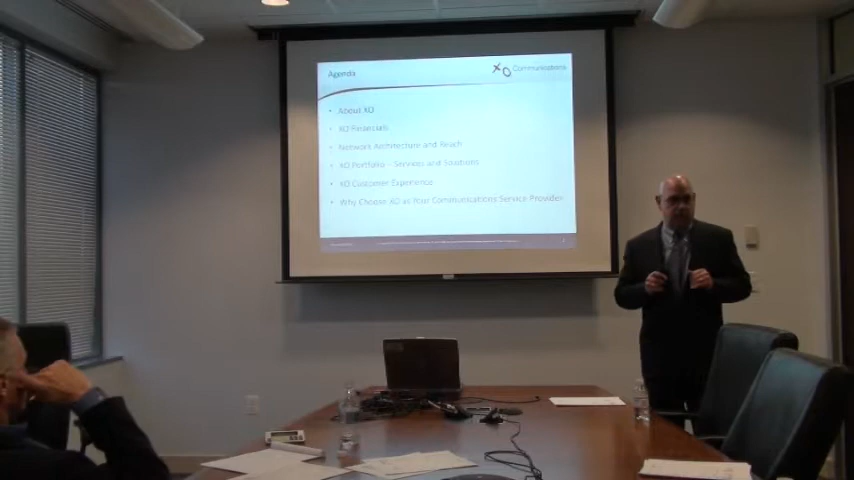 Agenda
XO Communications
• About XO
• XO Financials
• Network Architecture and Reach
• XO Portfolio – Services and Solutions
• XO Customer Experience
• Why Choose XO as Your Communications Service Provider